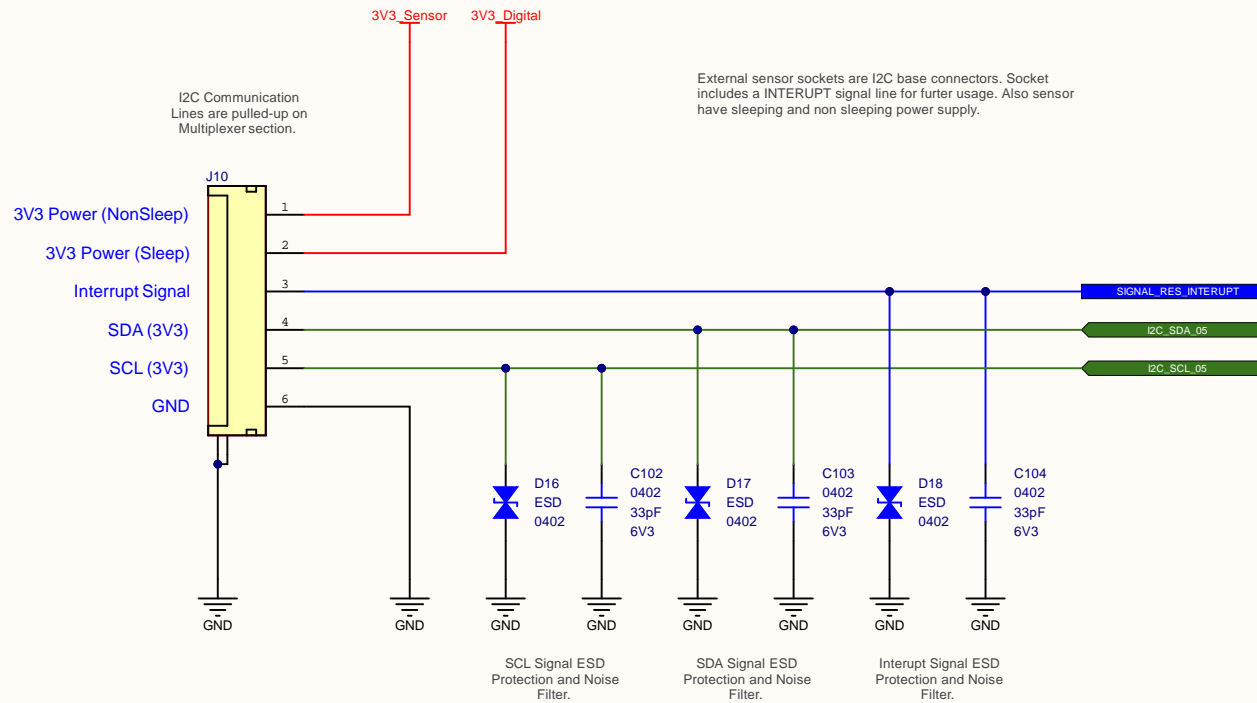 3V3_Sensor
3V3_Digital
External sensor sockets are I2C base connectors. Socket
includes a INTERUPT signal line for furter usage. Also sensor
have sleeping and non sleeping power supply.
I2C Communication
Lines are pulled-up on
Multiplexer section.
J10
3V3 Power (NonSleep)
1
3V3 Power (Sleep)
2
Interrupt Signal
3
SIGNAL_RES_INTERUPT
SDA (3V3)
4
I2C_SDA_05
SCL (3V3)
5
I2C_SCL_05
GND
6
D16
ESD
0402
C102
0402
33pF
6V3
D17
ESD
0402
C103
0402
33pF
6V3
D18
ESD
0402
C104
0402
33pF
6V3
GND
GND
GND
GND
GND
GND
GND
GND
SCL Signal ESD
Protection and Noise
Filter.
SDA Signal ESD
Protection and Noise
Filter.
Interupt Signal ESD
Protection and Noise
Filter.